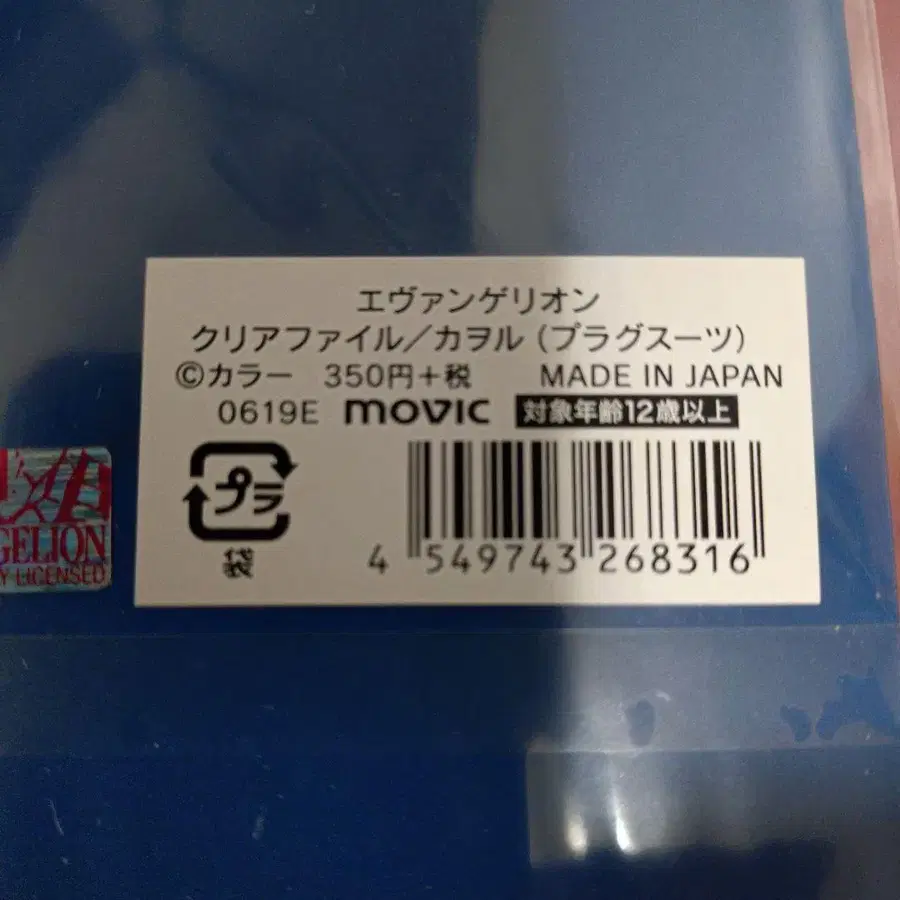 エヴァンゲリオン
クリアファイル／カヲル（プラグスーツ）
©カラー 350円+税 MADE IN JAPAN
0619E movic 対象年齢12歳以上
プラ
袋
4 549743 268316
GELION
Y LICENSED